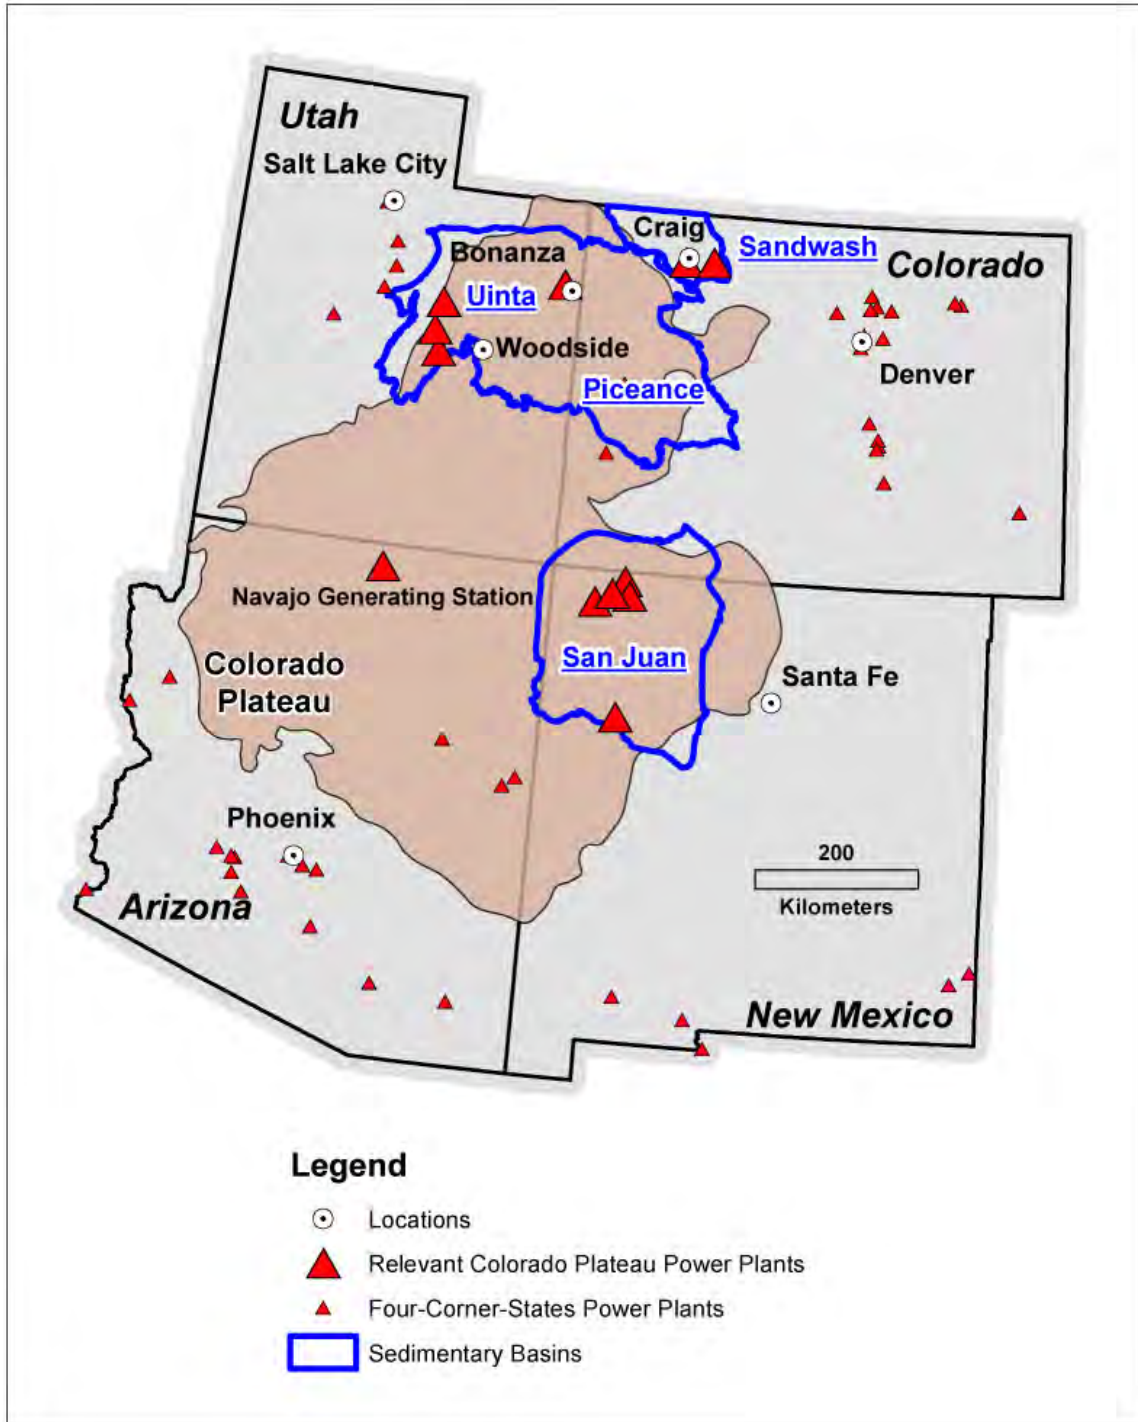 Utah
Salt Lake City
Craig
Sandwash
Bonanza
Colorado
Uinta
Woodside
Denver
Piceance
Navajo Generating Station
San Juan
Colorado
Plateau
Santa Fe
Phoenix
200
Kilometers
Arizona
New Mexico
Legend
Locations
Relevant Colorado Plateau Power Plants
Four-Corner-States Power Plants
Sedimentary Basins